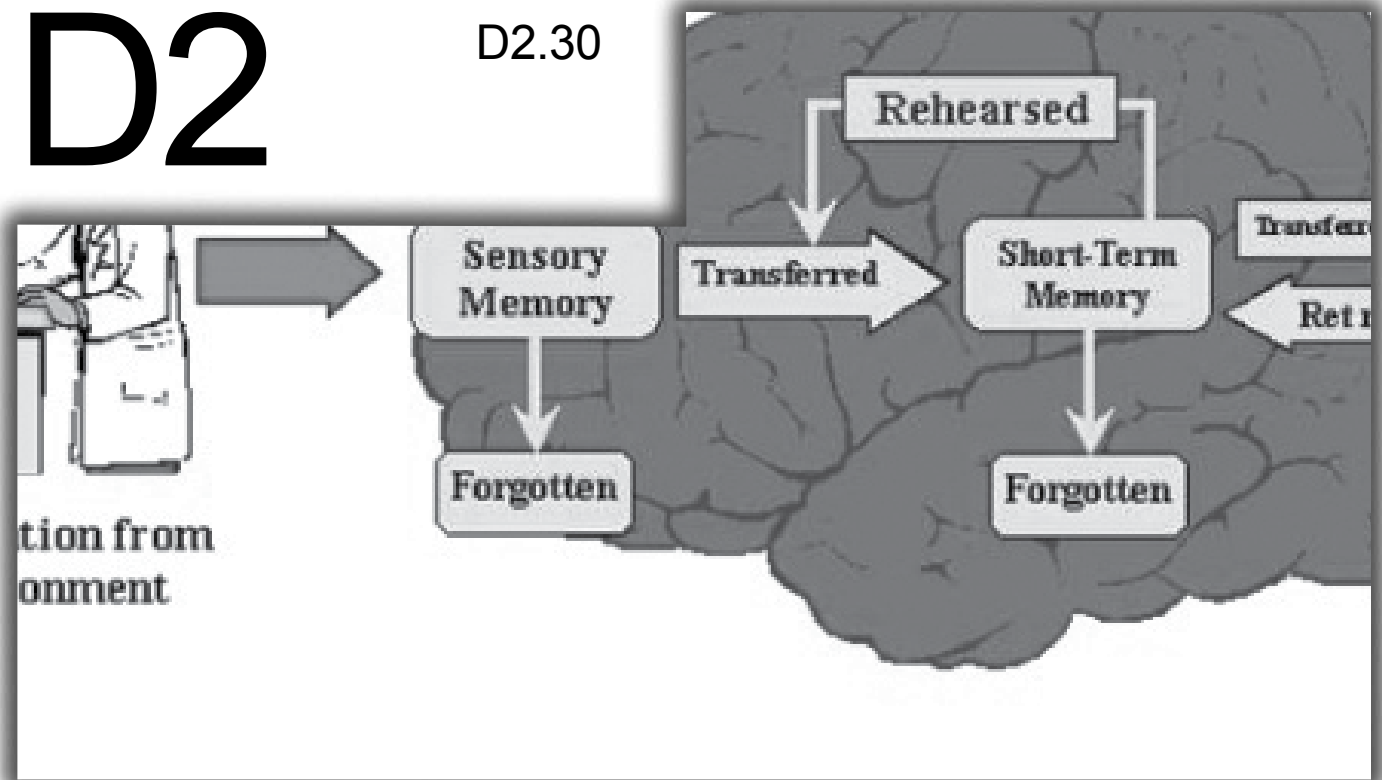 D2
D2.30
Rehearsed
Sensory
Memory
Transferred
Short-Term
Memory
Forgotten
Forgotten
tion from
onment